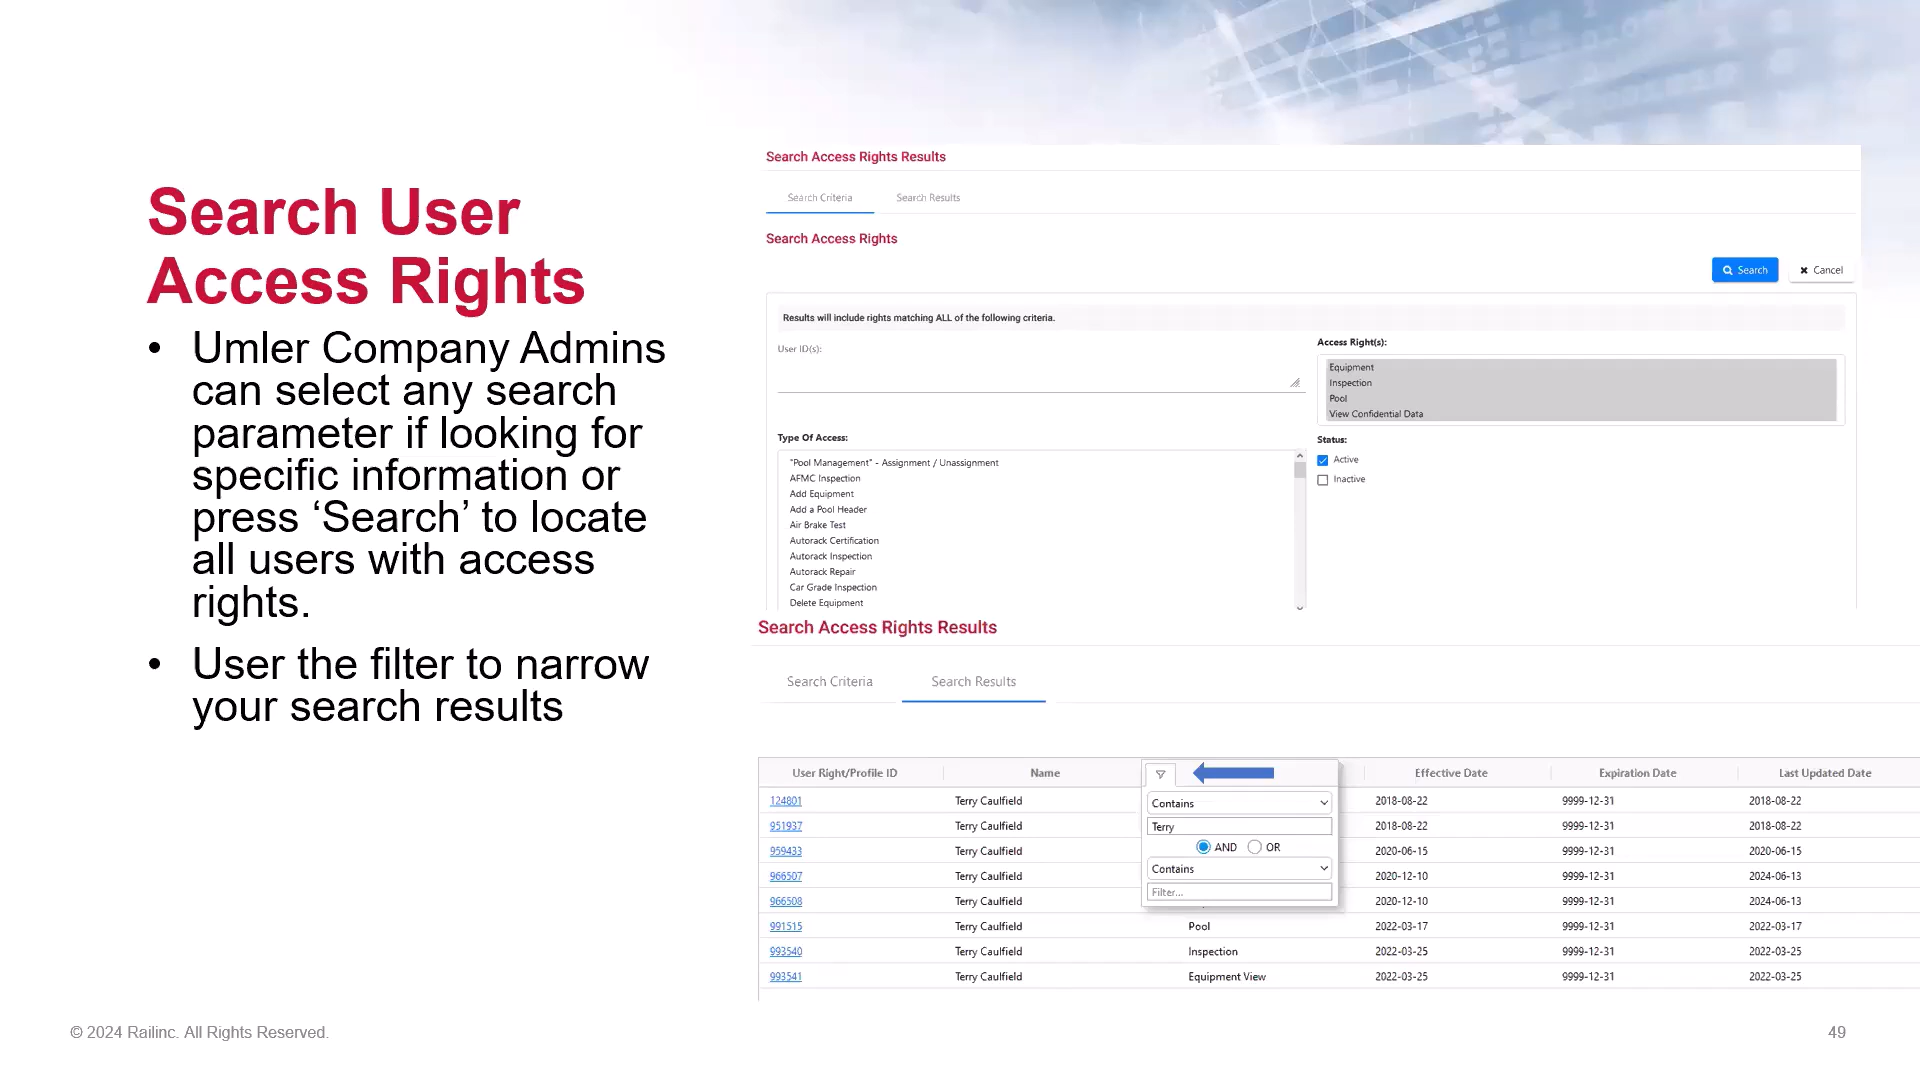 Search User
Access Rights
• Umler Company Admins
can select any search
parameter if looking for
specific information or
press ‘Search’ to locate
all users with access
rights.
• User the filter to narrow
your search results
Search Access Rights Results
Search Criteria Search Results
Search Access Rights
Search Cancel
Results will include rights matching ALL of the following criteria.
User ID(s):
Access Right(s):
Equipment
Inspection
Pool
View Confidential Data
Type Of Access:
"Pool Management" - Assignment / Unassignment
AFMC Inspection
Add Equipment
Add a Pool Header
Air Brake Test
Autorack Certification
Autorack Inspection
Autorack Repair
Car Grade Inspection
Delete Equipment
Status:
Active
Inactive
Search Access Rights Results
Search Criteria Search Results
User Right/Profile ID Name Effective Date Expiration Date Last Updated Date
124801 Terry Caulfield 2018-08-22 9999-12-31 2018-08-22
951937 Terry Caulfield 2018-08-22 9999-12-31 2018-08-22
959433 Terry Caulfield 2020-06-15 9999-12-31 2020-06-15
966507 Terry Caulfield 2020-12-10 9999-12-31 2024-06-13
966508 Terry Caulfield 2020-12-10 9999-12-31 2024-06-13
991515 Terry Caulfield Pool 2022-03-17 9999-12-31 2022-03-17
993540 Terry Caulfield Inspection 2022-03-25 9999-12-31 2022-03-25
993541 Terry Caulfield Equipment View 2022-03-25 9999-12-31 2022-03-25
Contains
Terry
AND OR
Contains
Filter...
© 2024 Railinc. All Rights Reserved.
49